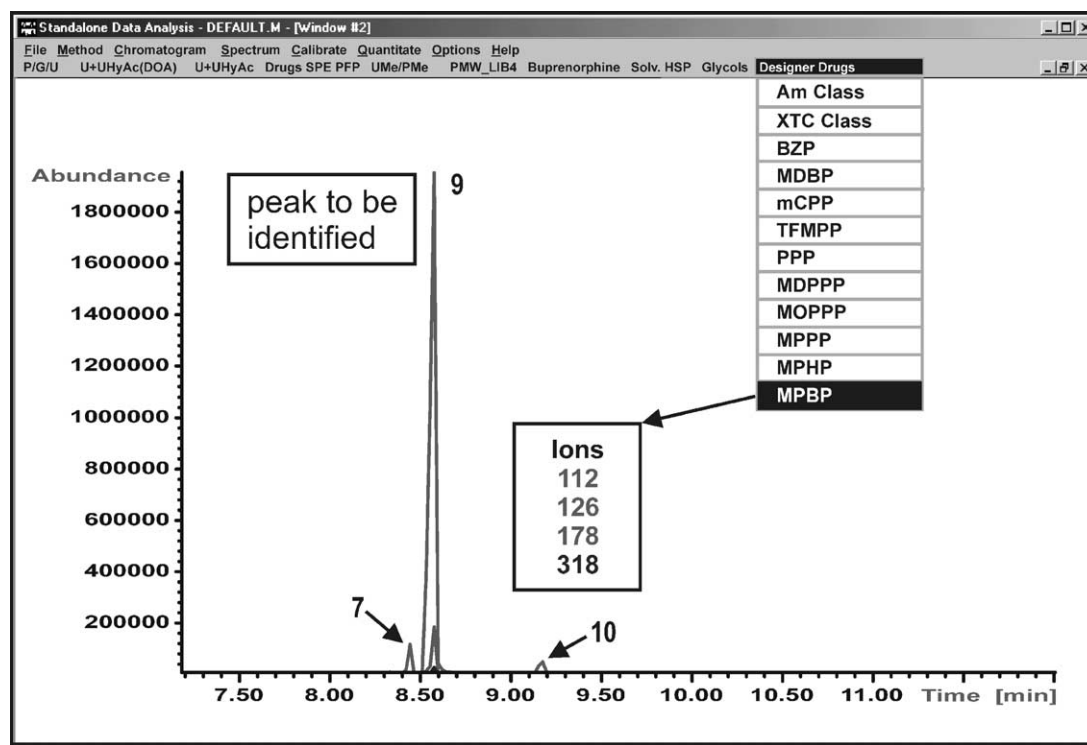 Standalone Data Analysis - DEFAULT.M - [Window #2]
File Method Chromatogram Spectrum Calibrate Quantitate Options Help
P/G/U U+UHyAc(DOA) U+UHyAc Drugs SPE PFP UMe/PMe PMW_LIB4 Buprenorphine Solv. HSP Glycols Designer Drugs
Am Class
XTC Class
BZP
MDBP
mCPP
TFMPP
PPP
MDPPP
MOPPP
MPPP
MPHP
MPBP
Abundance
1800000
1600000
1400000
1200000
1000000
800000
600000
400000
200000
peak to be
identified
9
Ions
112
126
178
318
7
10
7.50 8.00 8.50 9.00 9.50 10.00 10.50 11.00 Time [min]